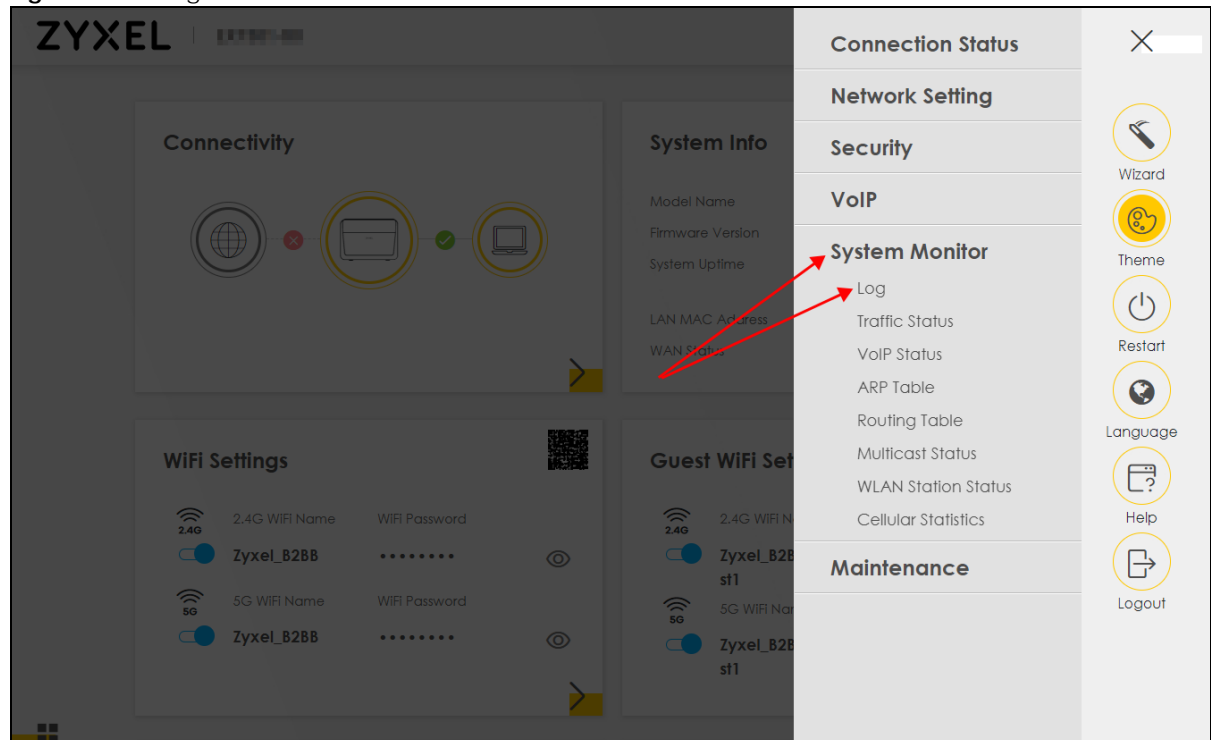 ZYXEL
Connectivity
System Info
Model Name
Firmware Version
System Uptime
LAN MAC Address
WAN Status
WiFi Settings
2.4G
2.4G WiFi Name WiFi Password
Zyxel_B2BB ••••••••
5G
5G WiFi Name WiFi Password
Zyxel_B2BB ••••••••
Guest WiFi Set
2.4G
2.4G WiFi N
Zyxel_B2B
st1
5G
5G WiFi Nar
Zyxel_B2B
st1
Connection Status
Network Setting
Security
VoIP
System Monitor
Log
Traffic Status
VoIP Status
ARP Table
Routing Table
Multicast Status
WLAN Station Status
Cellular Statistics
Maintenance
Wizard
Theme
Restart
Language
Help
Logout